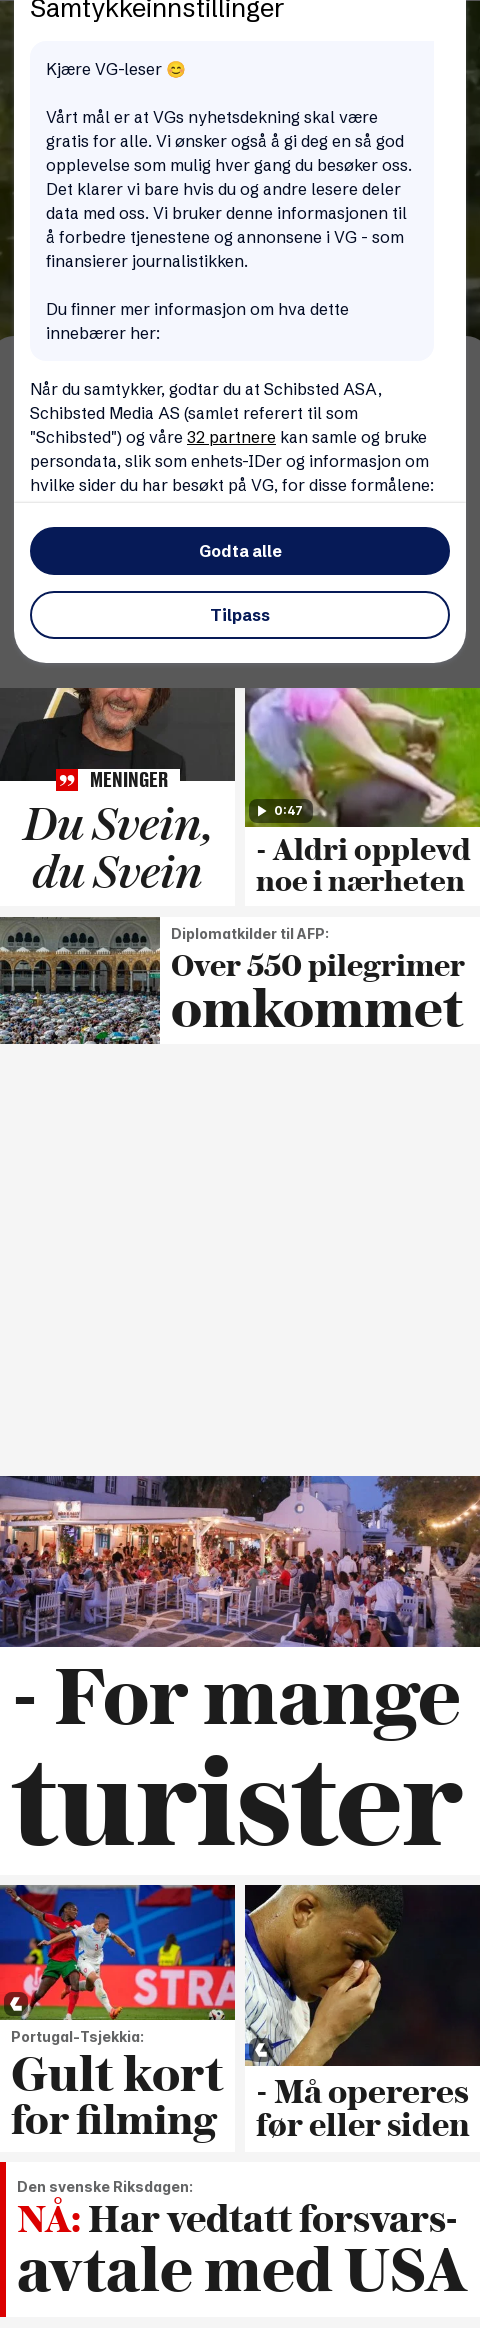 Samtykkeinnstillinger
Kjære VG-leser 😊
Vårt mål er at VGs nyhetsdekning skal være
gratis for alle. Vi ønsker også å gi deg en så god
opplevelse som mulig hver gang du besøker oss.
Det klarer vi bare hvis du og andre lesere deler
data med oss. Vi bruker denne informasjonen til
å forbedre tjenestene og annonsene i VG - som
finansierer journalistikken.
Du finner mer informasjon om hva dette
innebærer her:
Når du samtykker, godtar du at Schibsted ASA,
Schibsted Media AS (samlet referert til som
"Schibsted") og våre 32 partnere kan samle og bruke
persondata, slik som enhets-IDer og informasjon om
hvilke sider du har besøkt på VG, for disse formålene:
Godta alle
Tilpass
MENINGER
Du Svein,
du Svein
0:47
- Aldri opplevd
noe i nærheten
Diplomatkilder til AFP:
Over 550 pilegrimer
omkommet
- For mange
turister
STRA
Portugal-Tsjekkia:
Gult kort
for filming
- Må opereres
før eller siden
Den svenske Riksdagen:
NÅ: Har vedtatt forsvars-
avtale med USA